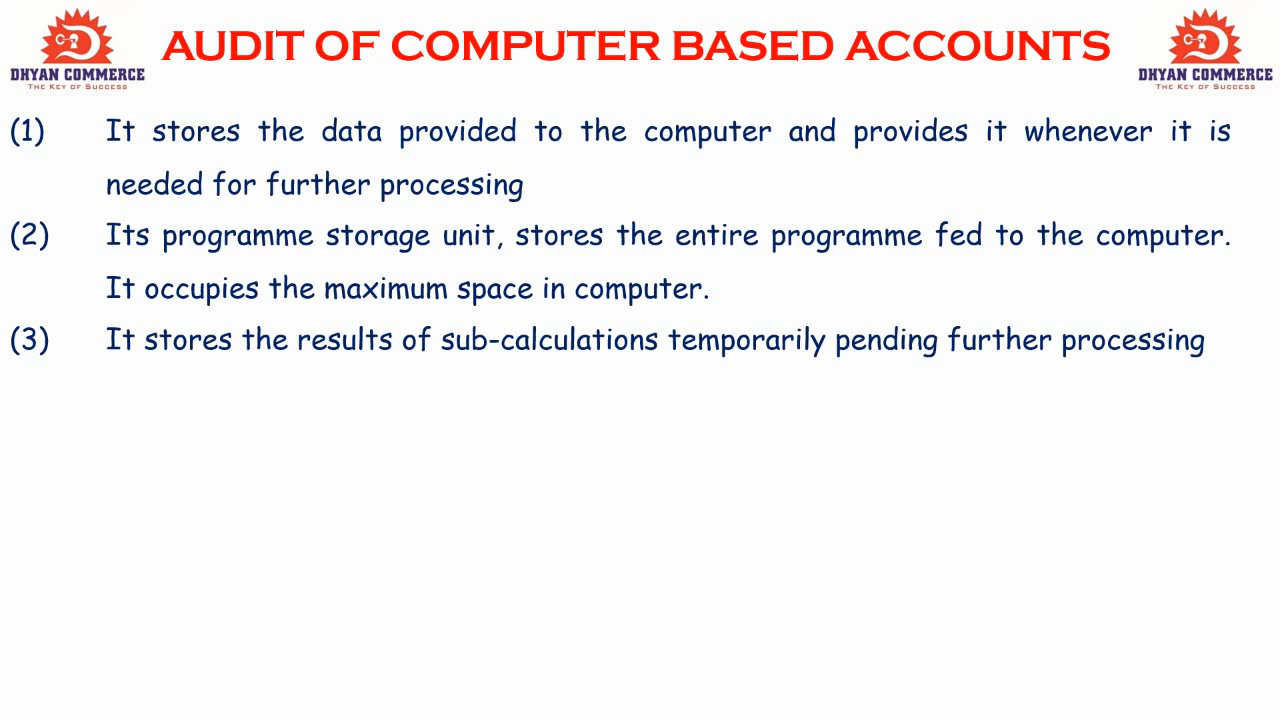 DHYAN COMMERCE
The Key of Success
AUDIT OF COMPUTER BASED ACCOUNTS
DHYAN COMMERCE
The Key of Success
(1) It stores the data provided to the computer and provides it whenever it is
needed for further processing
(2) Its programme storage unit, stores the entire programme fed to the computer.
It occupies the maximum space in computer.
(3) It stores the results of sub-calculations temporarily pending further processing